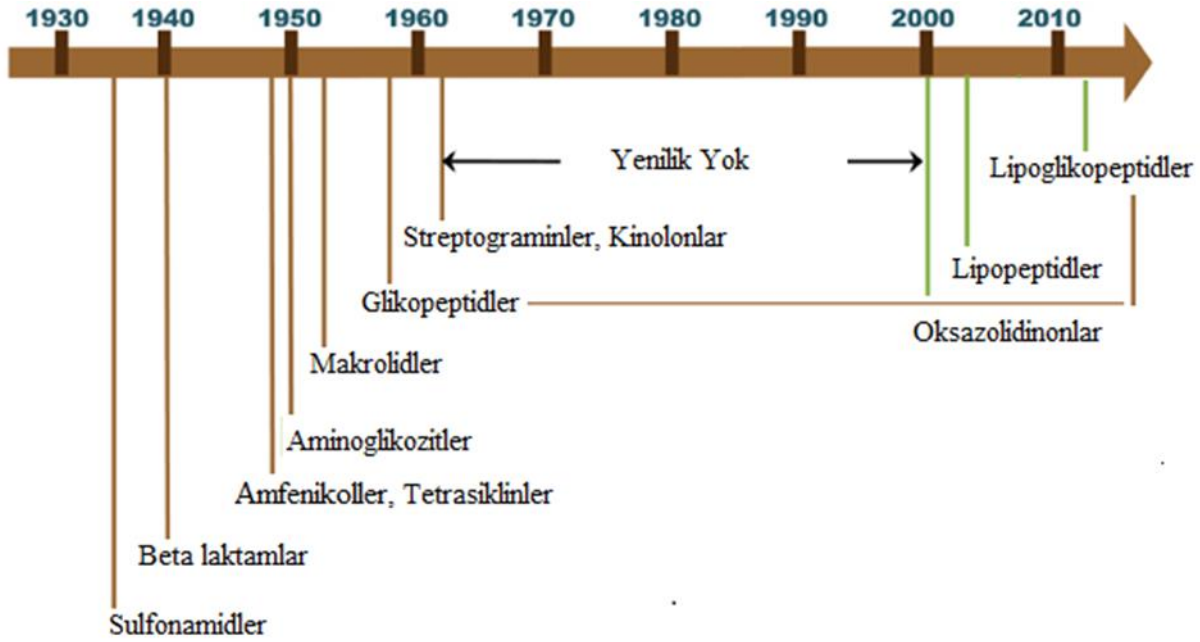 1930 1940 1950 1960 1970 1980 1990 2000 2010
Yenilik Yok
Lipoglikopeptidler
Streptograminler, Kinolonlar
Lipopeptidler
Glikopeptidler
Oksazolidinonlar
Makrolidler
Aminoglikozitler
Amfenikoller, Tetrasiklinler
Beta laktamlar
Sulfonamidler